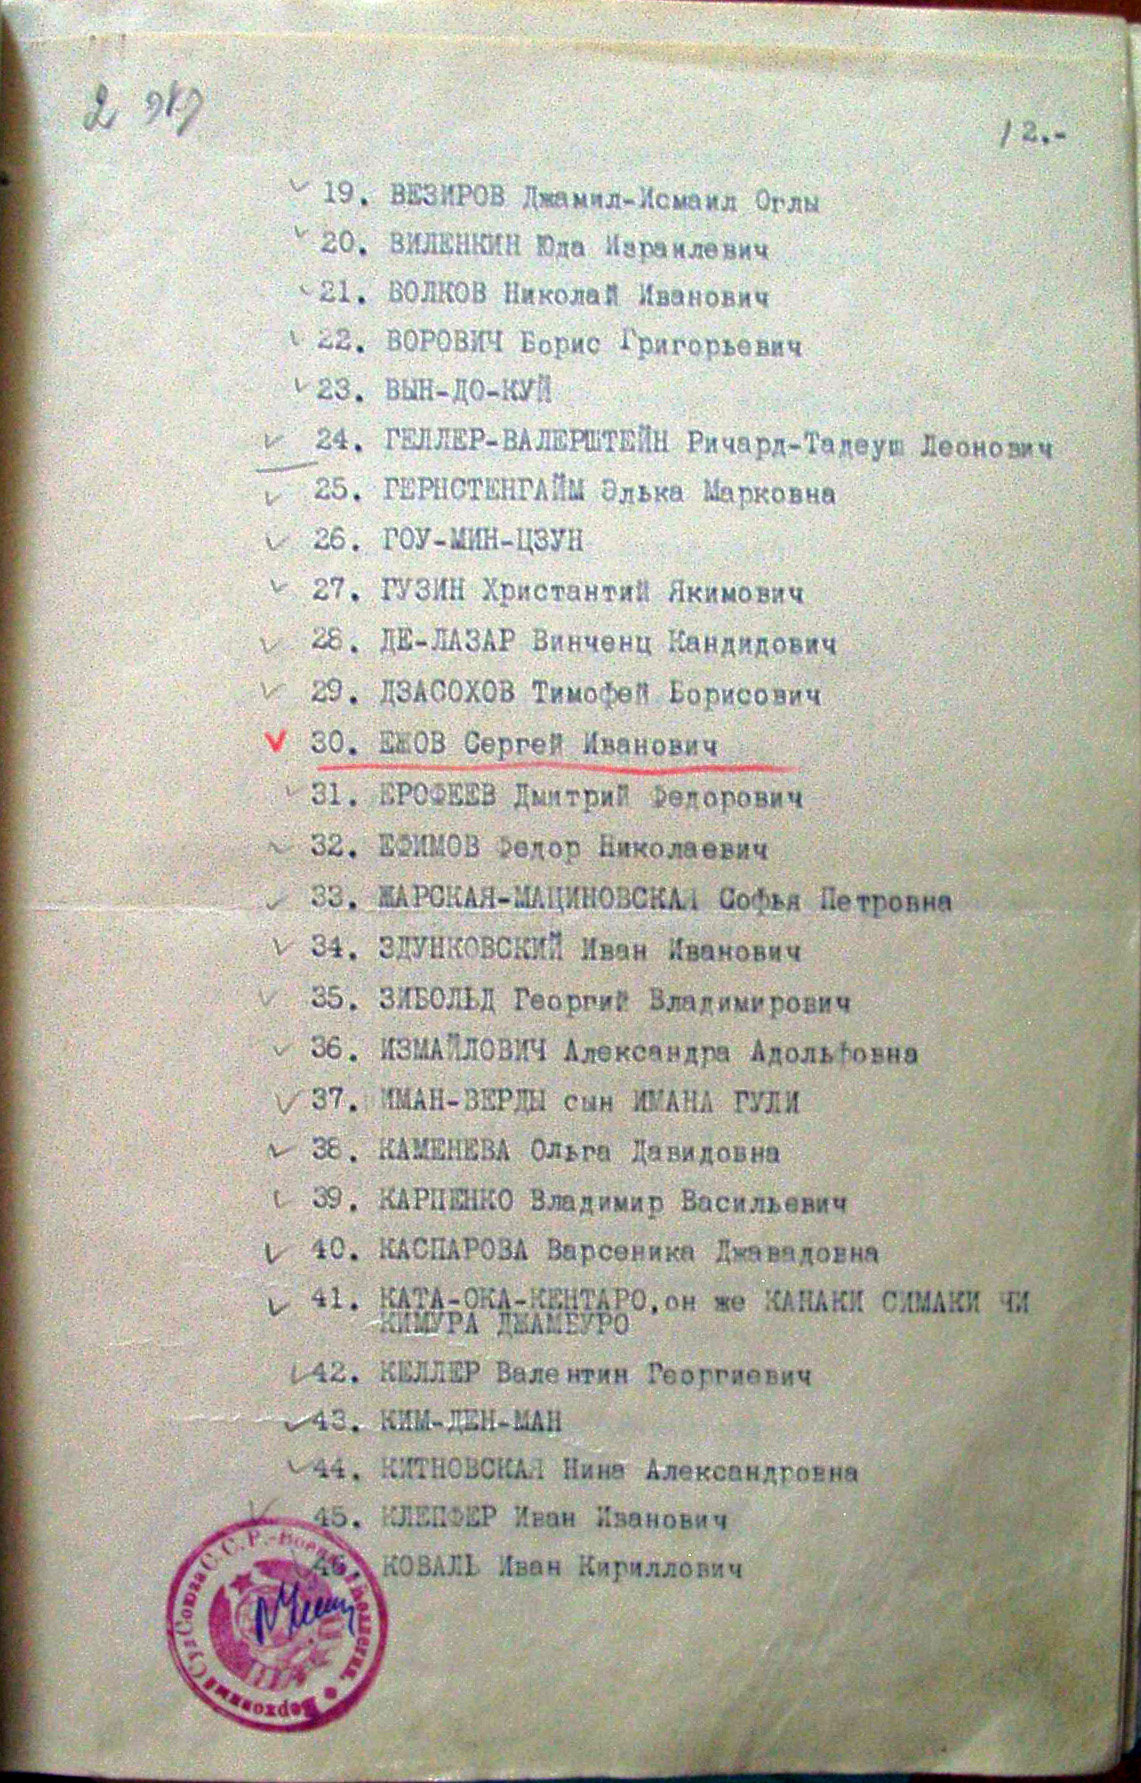 12.-
19. ВЕЗИРОВ Джамил-Исмаил Оглы
20. ВИЛЕНКИН Юда Израилевич
21. ВОЛКОВ Николай Иванович
22. ВОРОВИЧ Борис Григорьевич
23. ВЫН-ДО-КУЙ
24. ГЕЛЛЕР-ВАЛЕРШТЕЙН Ричард-Тадеуш Леонович
25. ГЕРНСТЕНГАЙМ Элька Марковна
26. ГОУ-МИН-ЦЗУН
27. ГУЗИН Христантий Якимович
28. ДЕ-ЛАЗАР Винченц Кандидович
29. ДЗАСОХОВ Тимофей Борисович
30. ЕЖОВ Сергей Иванович
31. ЕРОФЕЕВ Дмитрий Федорович
32. ЕФИМОВ Федор Николаевич
33. ЖАРСКАЯ-МАЦИНОВСКАЯ Софья Петровна
34. ЗДУНКОВСКИЙ Иван Иванович
35. ЗИБОЛЬД Георгий Владимирович
36. ИЗМАЙЛОВИЧ Александра Адольфовна
37. ИМАН-ВЕРДЫ сын ИМАНА ГУЛИ
38. КАМЕНЕВА Ольга Давидовна
39. КАРПЕНКО Владимир Васильевич
40. КАСПАРОВА Варсеника Джавадовна
41. КАТА-ОКА-КЕНТАРО, он же КАНАКИ СИМАКИ ЧИ
КИМУРА ДЖАМБУРО
42. КЕЛЛЕР Валентин Георгиевич
43. КИМ-ДЕН-МАН
44. КИТНОВСКАЯ Нина Александровна
45. КЛЕПФЕР Иван Иванович
46. КОВАЛЬ Иван Кириллович
Верховный Суд Союза С.С.Р.-Военная Коллегия.